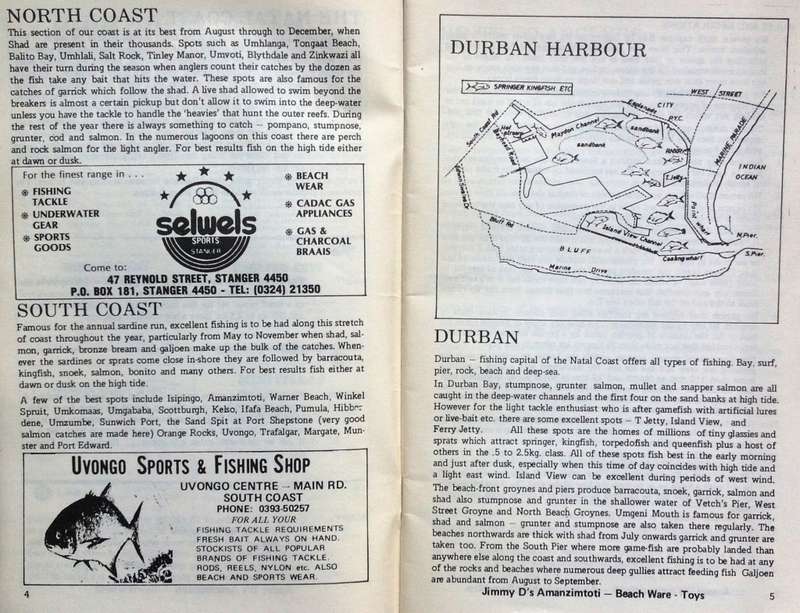 NORTH COAST
This section of our coast is at its best from August through to December, when
Shad are present in their thousands. Spots such as Umhlanga, Tongaat Beach,
Balito Bay, Umhlali, Salt Rock, Tinley Manor, Umvoti, Blythdale and Zinkwazi all
have their turn during the season when anglers count their catches by the dozen as
the fish take any bait that hits the water. These spots are also famous for the
catches of garrick which follow the shad. A live shad allowed to swim beyond the
breakers is almost a certain pickup but don't allow it to swim into the deep-water
unless you have the tackle to handle the 'heavies' that hunt the outer reefs. During
the rest of the year there is always something to catch — pompano, stumpnose,
grunter, cod and salmon. In the numerous lagoons on this coast there are perch
and rock salmon for the light angler. For best results fish on the high tide either
at dawn or dusk.
For the finest range in . . .
FISHING
TACKLE
UNDERWATER
GEAR
SPORTS
GOODS
selwels
SPORTS
STANGER
BEACH
WEAR
CADAC GAS
APPLIANCES
GAS &
CHARCOAL
BRAAIS
Come to:
47 REYNOLD STREET, STANGER 4450
P.O. BOX 181, STANGER 4450 - TEL: (0324) 21350
SOUTH COAST
Famous for the annual sardine run, excellent fishing is to be had along this stretch
of coast throughout the year, particularly from May to November when shad, sal-
mon, garrick, bronze bream and galjoen make up the bulk of the catches. When-
ever the sardines or sprats come close in-shore they are followed by barracouta,
kingfish, snoek, salmon, bonito and many others. For best results fish either at
dawn or dusk on the high tide.
A few of the best spots include Isipingo, Amanzimtoti, Warner Beach, Winkel
Spruit, Umkomaas, Umgababa, Scottburgh, Kelso, Ifafa Beach, Pumula, Hibber-
dene, Umzumbe, Sunwich Port, the Sand Spit at Port Shepstone (very good
salmon catches are made here) Orange Rocks, Uvongo, Trafalgar, Margate, Mun-
ster and Port Edward.
UVONGO SPORTS & FISHING SHOP
UVONGO CENTRE — MAIN RD.
SOUTH COAST
PHONE: 0393-50257
FOR ALL YOUR
FISHING TACKLE REQUIREMENTS
FRESH BAIT ALWAYS ON HAND.
STOCKISTS OF ALL POPULAR
BRANDS OF FISHING TACKLE.
RODS, REELS, NYLON etc. ALSO
BEACH AND SPORTS WEAR.
4
DURBAN HARBOUR
SPRINGER KINGFISH ETC
WEST STREET
CITY
Esplanade
P.Y.C.
South Coast Rd
Maydon Channel
sandbank
sandbank
MARINE PARADE
INDIAN
OCEAN
T.Jetty
Point wharf
Bluff Rd
Island View Channel
N.Pier.
S.Pier.
BLUFF
Coaling wharf
Marine Drive
DURBAN
Durban — fishing capital of the Natal Coast offers all types of fishing. Bay, surf,
pier, rock, beach and deep-sea.
In Durban Bay, stumpnose, grunter salmon, mullet and snapper salmon are all
caught in the deep-water channels and the first four on the sand banks at high tide.
However for the light tackle enthusiast who is after gamefish with artificial lures
or live-bait etc. there are some excellent spots — T Jetty, Island View, and
Ferry Jetty. All these spots are the homes of millions of tiny glassies and
sprats which attract springer, kingfish, torpedofish and queenfish plus a host of
others in the .5 to 2.5kg. class. All of these spots fish best in the early morning
and just after dusk, especially when this time of day coincides with high tide and
a light east wind. Island View can be excellent during periods of west wind.
The beach-front groynes and piers produce barracouta, snoek, garrick, salmon and
shad also stumpnose and grunter in the shallower water of Vetch's Pier, West
Street Groyne and North Beach Groynes. Umgeni Mouth is famous for garrick,
shad and salmon — grunter and stumpnose are also taken there regularly. The
beaches northwards are thick with shad from July onwards garrick and grunter are
taken too. From the South Pier where more game-fish are probably landed than
anywhere else along the coast and southwards, excellent fishing is to be had at any
of the rocks and beaches where numerous deep gullies attract feeding fish Galjoen
are abundant from August to September.
Jimmy D's Amanzimtoti — Beach Ware - Toys
5